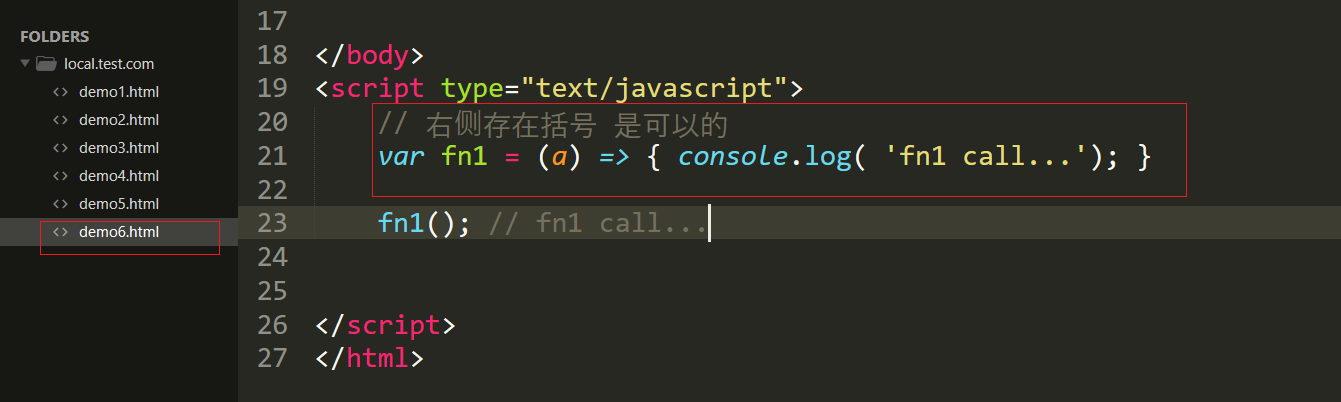 FOLDERS
local.test.com
<> demo1.html
<> demo2.html
<> demo3.html
<> demo4.html
<> demo5.html
<> demo6.html
17
18 </body>
19 <script type="text/javascript">
20 // 右侧存在括号 是可以的
21 var fn1 = (a) => { console.log( 'fn1 call...'); }
22
23 fn1(); // fn1 call...
24
25
26 </script>
27 </html>